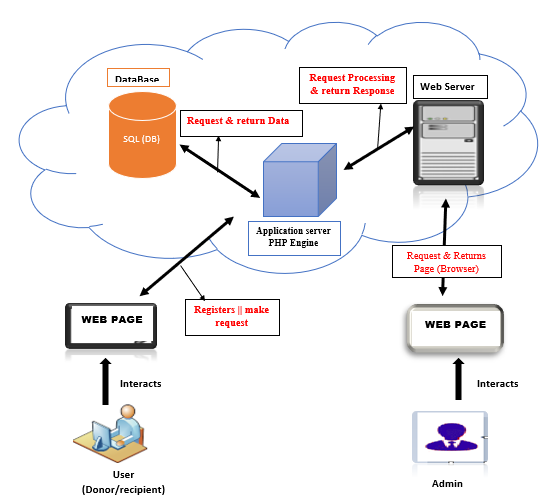 DataBase
SQL (DB)
Request & return Data
Request Processing
& return Response
Web Server
Application server
PHP Engine
Request & Returns
Page (Browser)
Registers || make
request
WEB PAGE
WEB PAGE
Interacts
Interacts
User
(Donor/recipient)
Admin